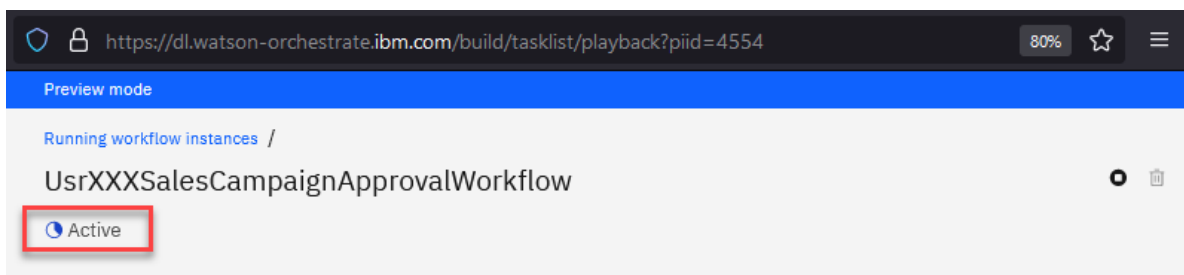 https://dl.watson-orchestrate.ibm.com/build/tasklist/playback?piid=4554 80%
Preview mode
Running workflow instances /
UsrXXXSalesCampaignApprovalWorkflow
Active